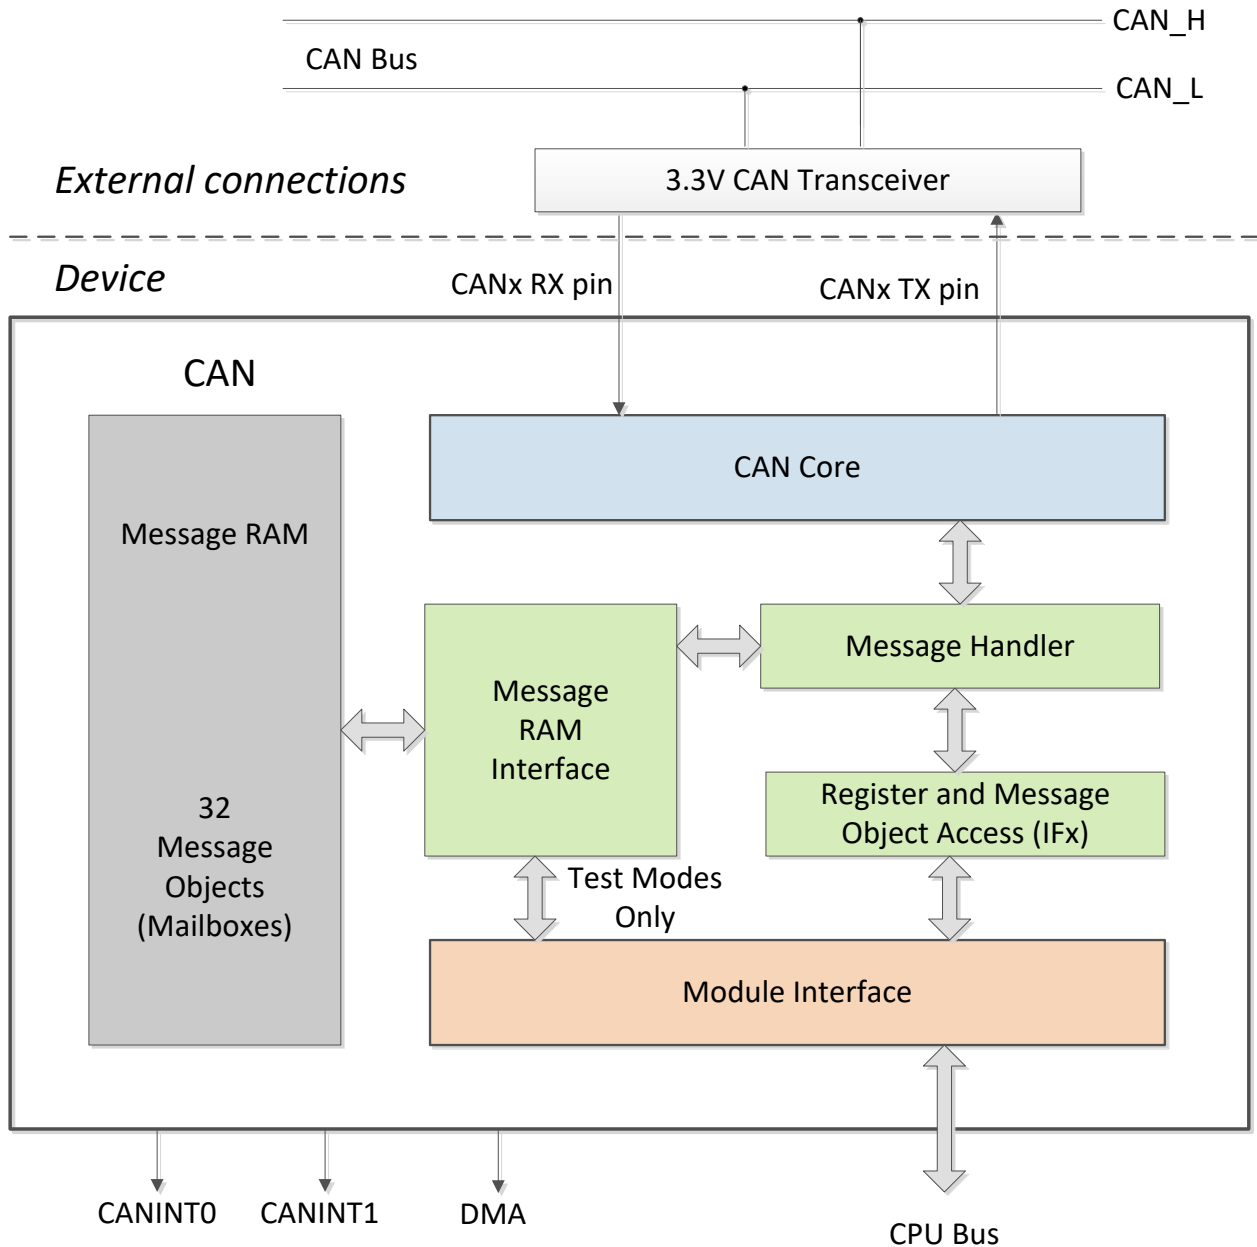 CAN_H
CAN Bus
CAN_L
External connections
3.3V CAN Transceiver
Device
CANx RX pin
CANx TX pin
CAN
CAN Core
Message RAM
Message Handler
Message
RAM
Interface
32
Message
Objects
(Mailboxes)
Register and Message
Object Access (IFx)
Test Modes
Only
Module Interface
CANINT0
CANINT1
DMA
CPU Bus